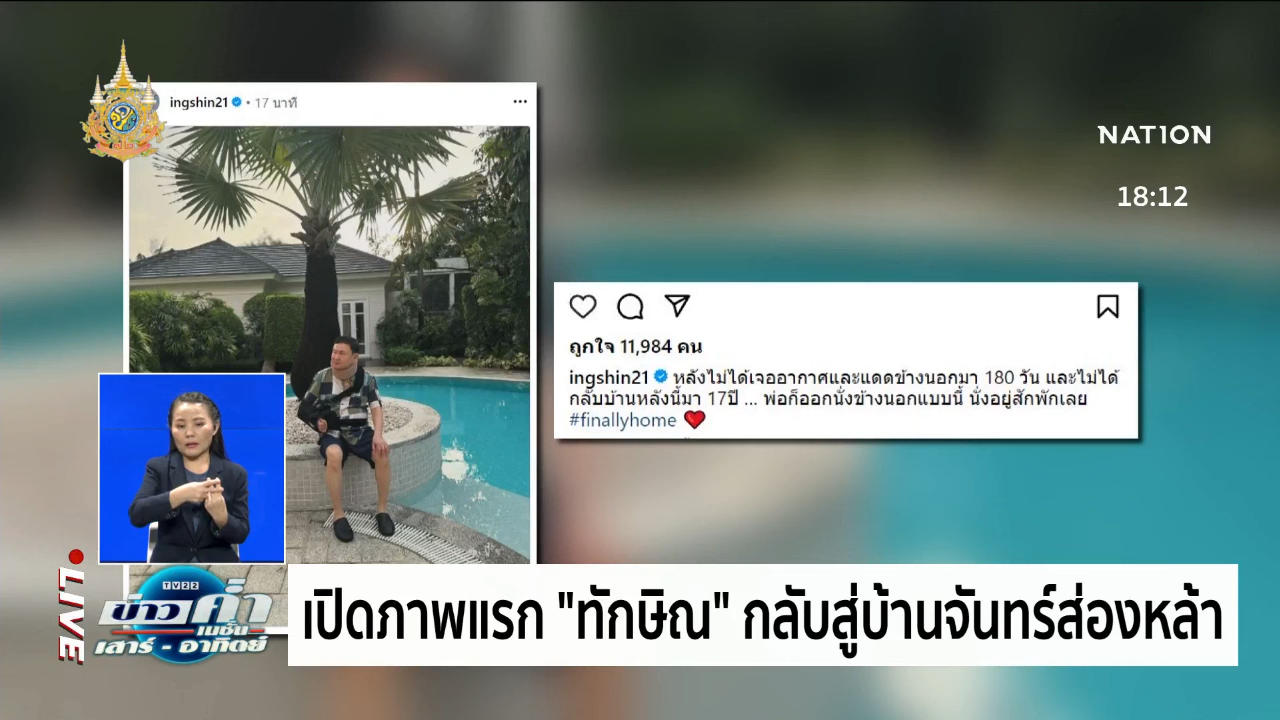 ingshin21 • 17 นาที
NATION
18:12
ถูกใจ 11,984 คน
ingshin21 หลังไม่ได้เจออากาศและแดดข้างนอกมา 180 วัน และไม่ได้
กลับบ้านหลังนี้มา 17ปี ... พ่อก็ออกนั่งข้างนอกแบบนี้ นั่งอยู่สักพักเลย
#finallyhome ❤️
LIVE
TV22
ข่าวค่ำ
เนชั่น
เสาร์ - อาทิตย์
เปิดภาพแรก "ทักษิณ" กลับสู่บ้านจันทร์ส่องหล้า